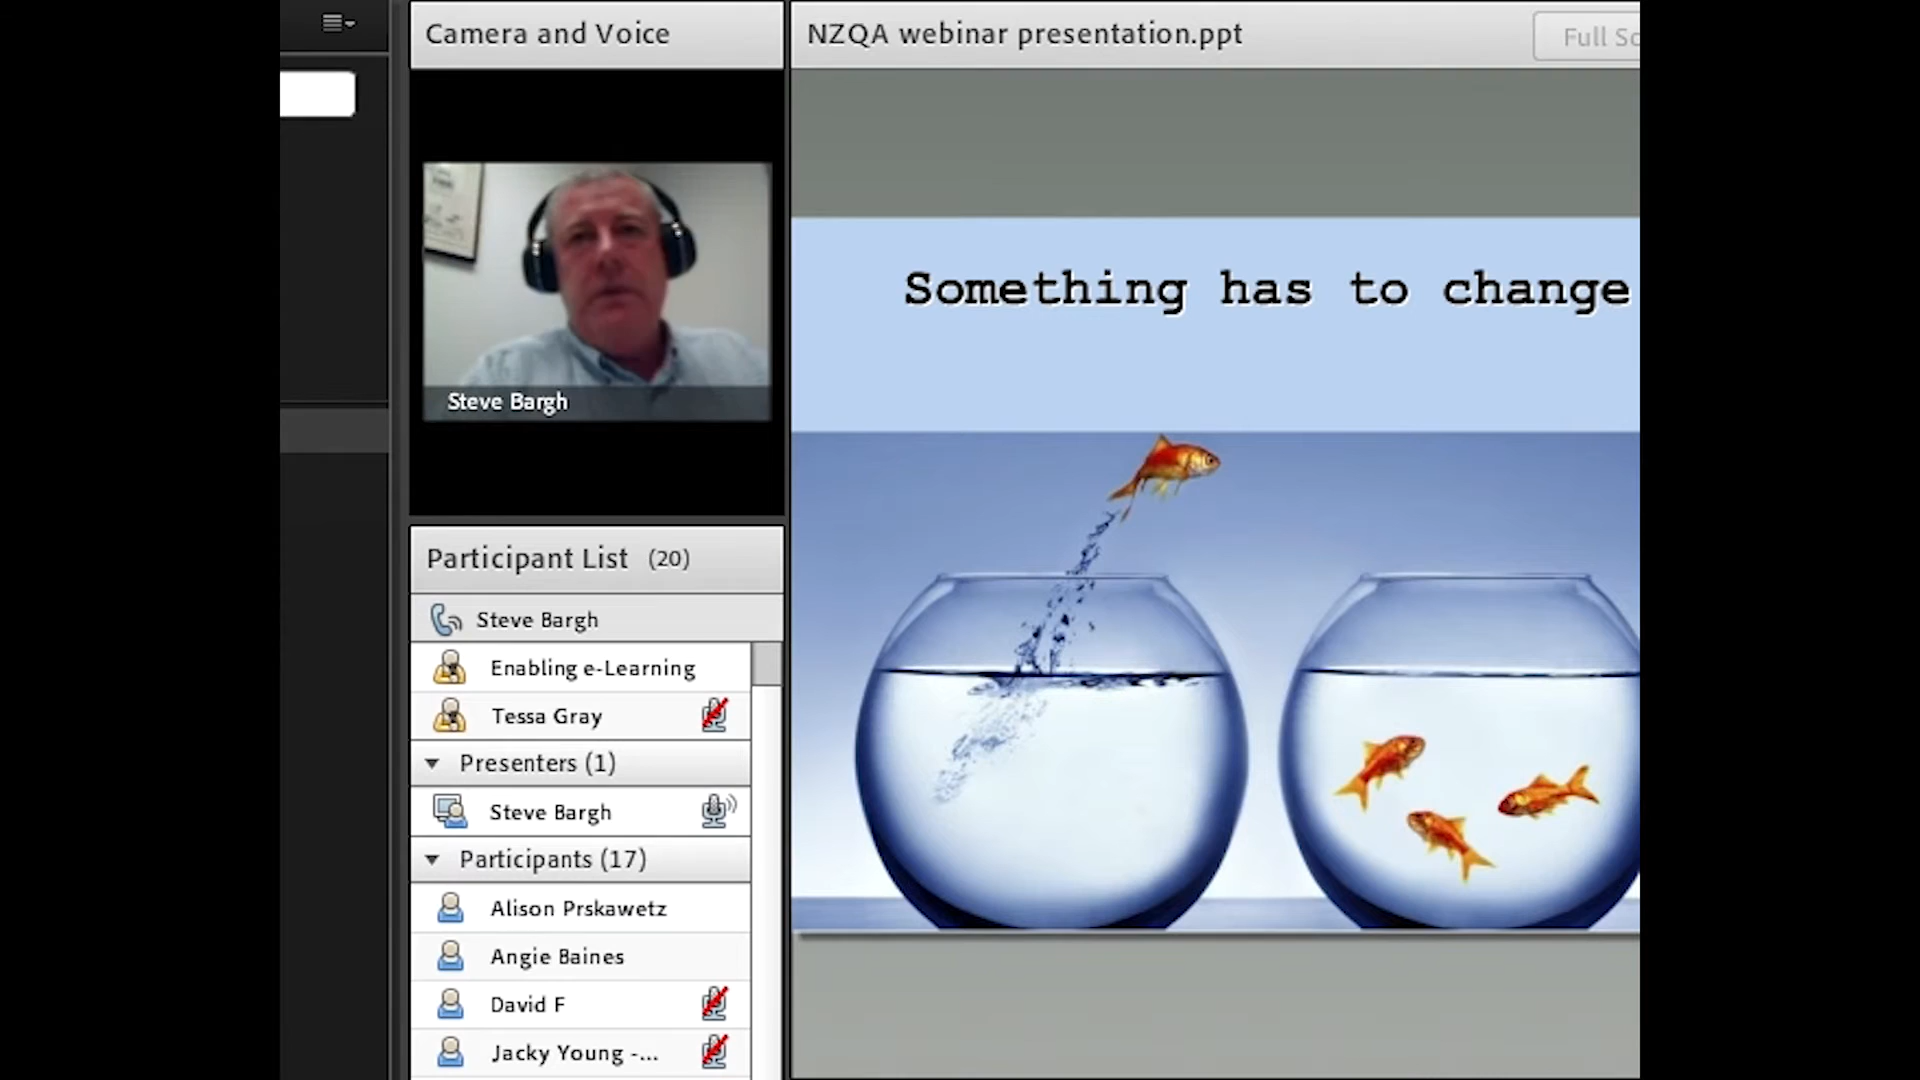 Camera and Voice
NZQA webinar presentation.ppt
Full Sc
Something has to change
Steve Bargh
Participant List (20)
Steve Bargh
Enabling e-Learning
Tessa Gray
Presenters (1)
Steve Bargh
Participants (17)
Alison Prskawetz
Angie Baines
David F
Jacky Young -...